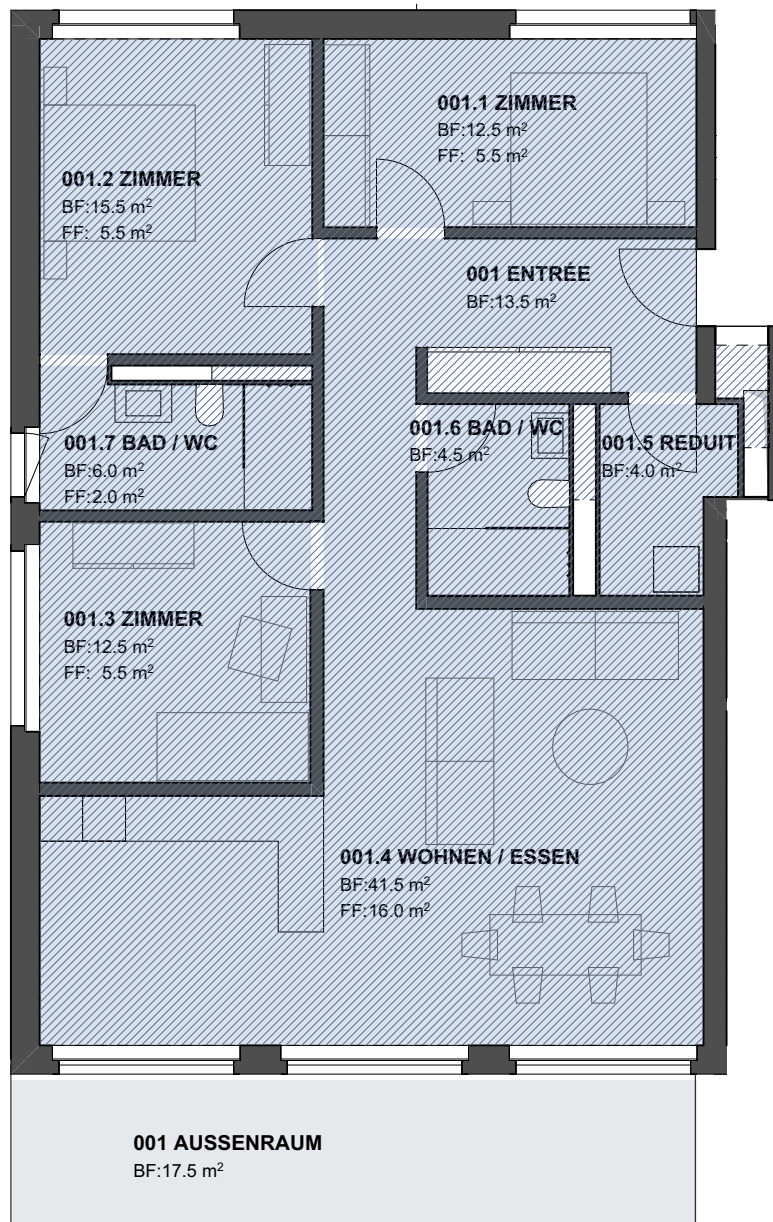 001.1 ZIMMER
BF:12.5 m²
FF: 5.5 m²
001.2 ZIMMER
BF:15.5 m²
FF: 5.5 m²
001 ENTRÉE
BF:13.5 m²
001.7 BAD / WC
BF:6.0 m²
FF:2.0 m²
001.6 BAD / WC
BF:4.5 m²
001.5 REDUIT
BF:4.0 m²
001.3 ZIMMER
BF:12.5 m²
FF: 5.5 m²
001.4 WOHNEN / ESSEN
BF:41.5 m²
FF:16.0 m²
001 AUSSENRAUM
BF:17.5 m²